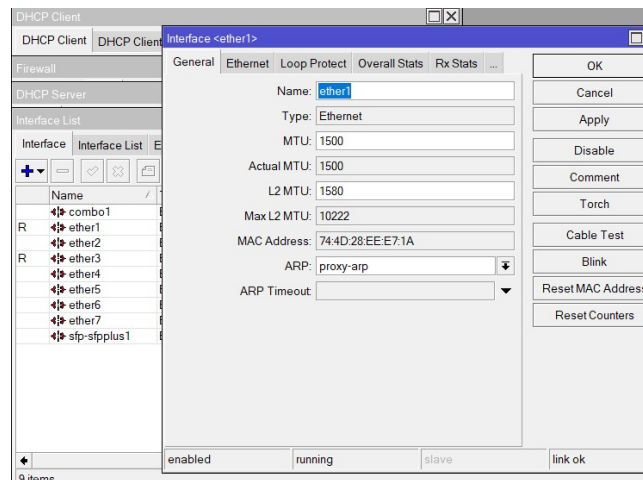 DHCP Client
DHCP Client DHCP Client
Firewall
DHCP Server
Interface List
Interface Interface List E
Name
combo1
R ether1
ether2
R ether3
ether4
ether5
ether6
ether7
sfp-sfpplus1
9 items
Interface <ether1>
General Ethernet Loop Protect Overall Stats Rx Stats ...
Name: ether1
Type: Ethernet
MTU: 1500
Actual MTU: 1500
L2 MTU: 1580
Max L2 MTU: 10222
MAC Address: 74:4D:28:EE:E7:1A
ARP: proxy-arp
ARP Timeout:
OK
Cancel
Apply
Disable
Comment
Torch
Cable Test
Blink
Reset MAC Address
Reset Counters
enabled running slave link ok